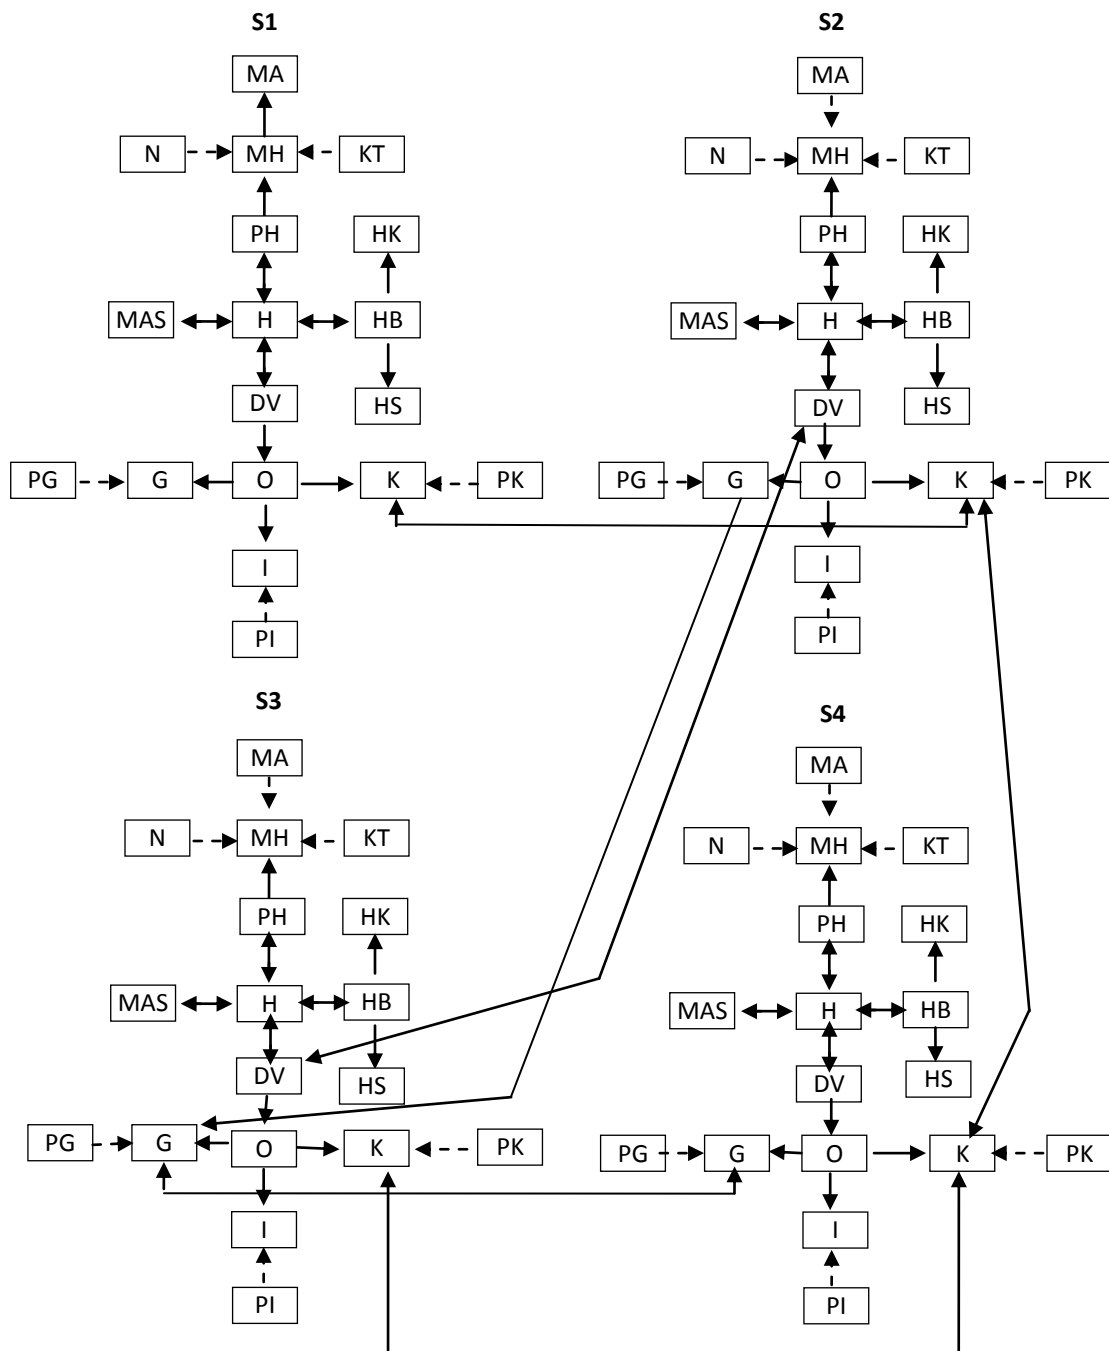 S1 S2
MA MA
N MH KT N MH KT
PH HK PH HK
MAS H HB MAS H HB
DV HS DV HS
PG G O K PK PG G O K PK
I I
PI PI
S3 S4
MA MA
N MH KT N MH KT
PH HK PH HK
MAS H HB MAS H HB
DV HS DV HS
PG G O K PK PG G O K PK
I I
PI PI